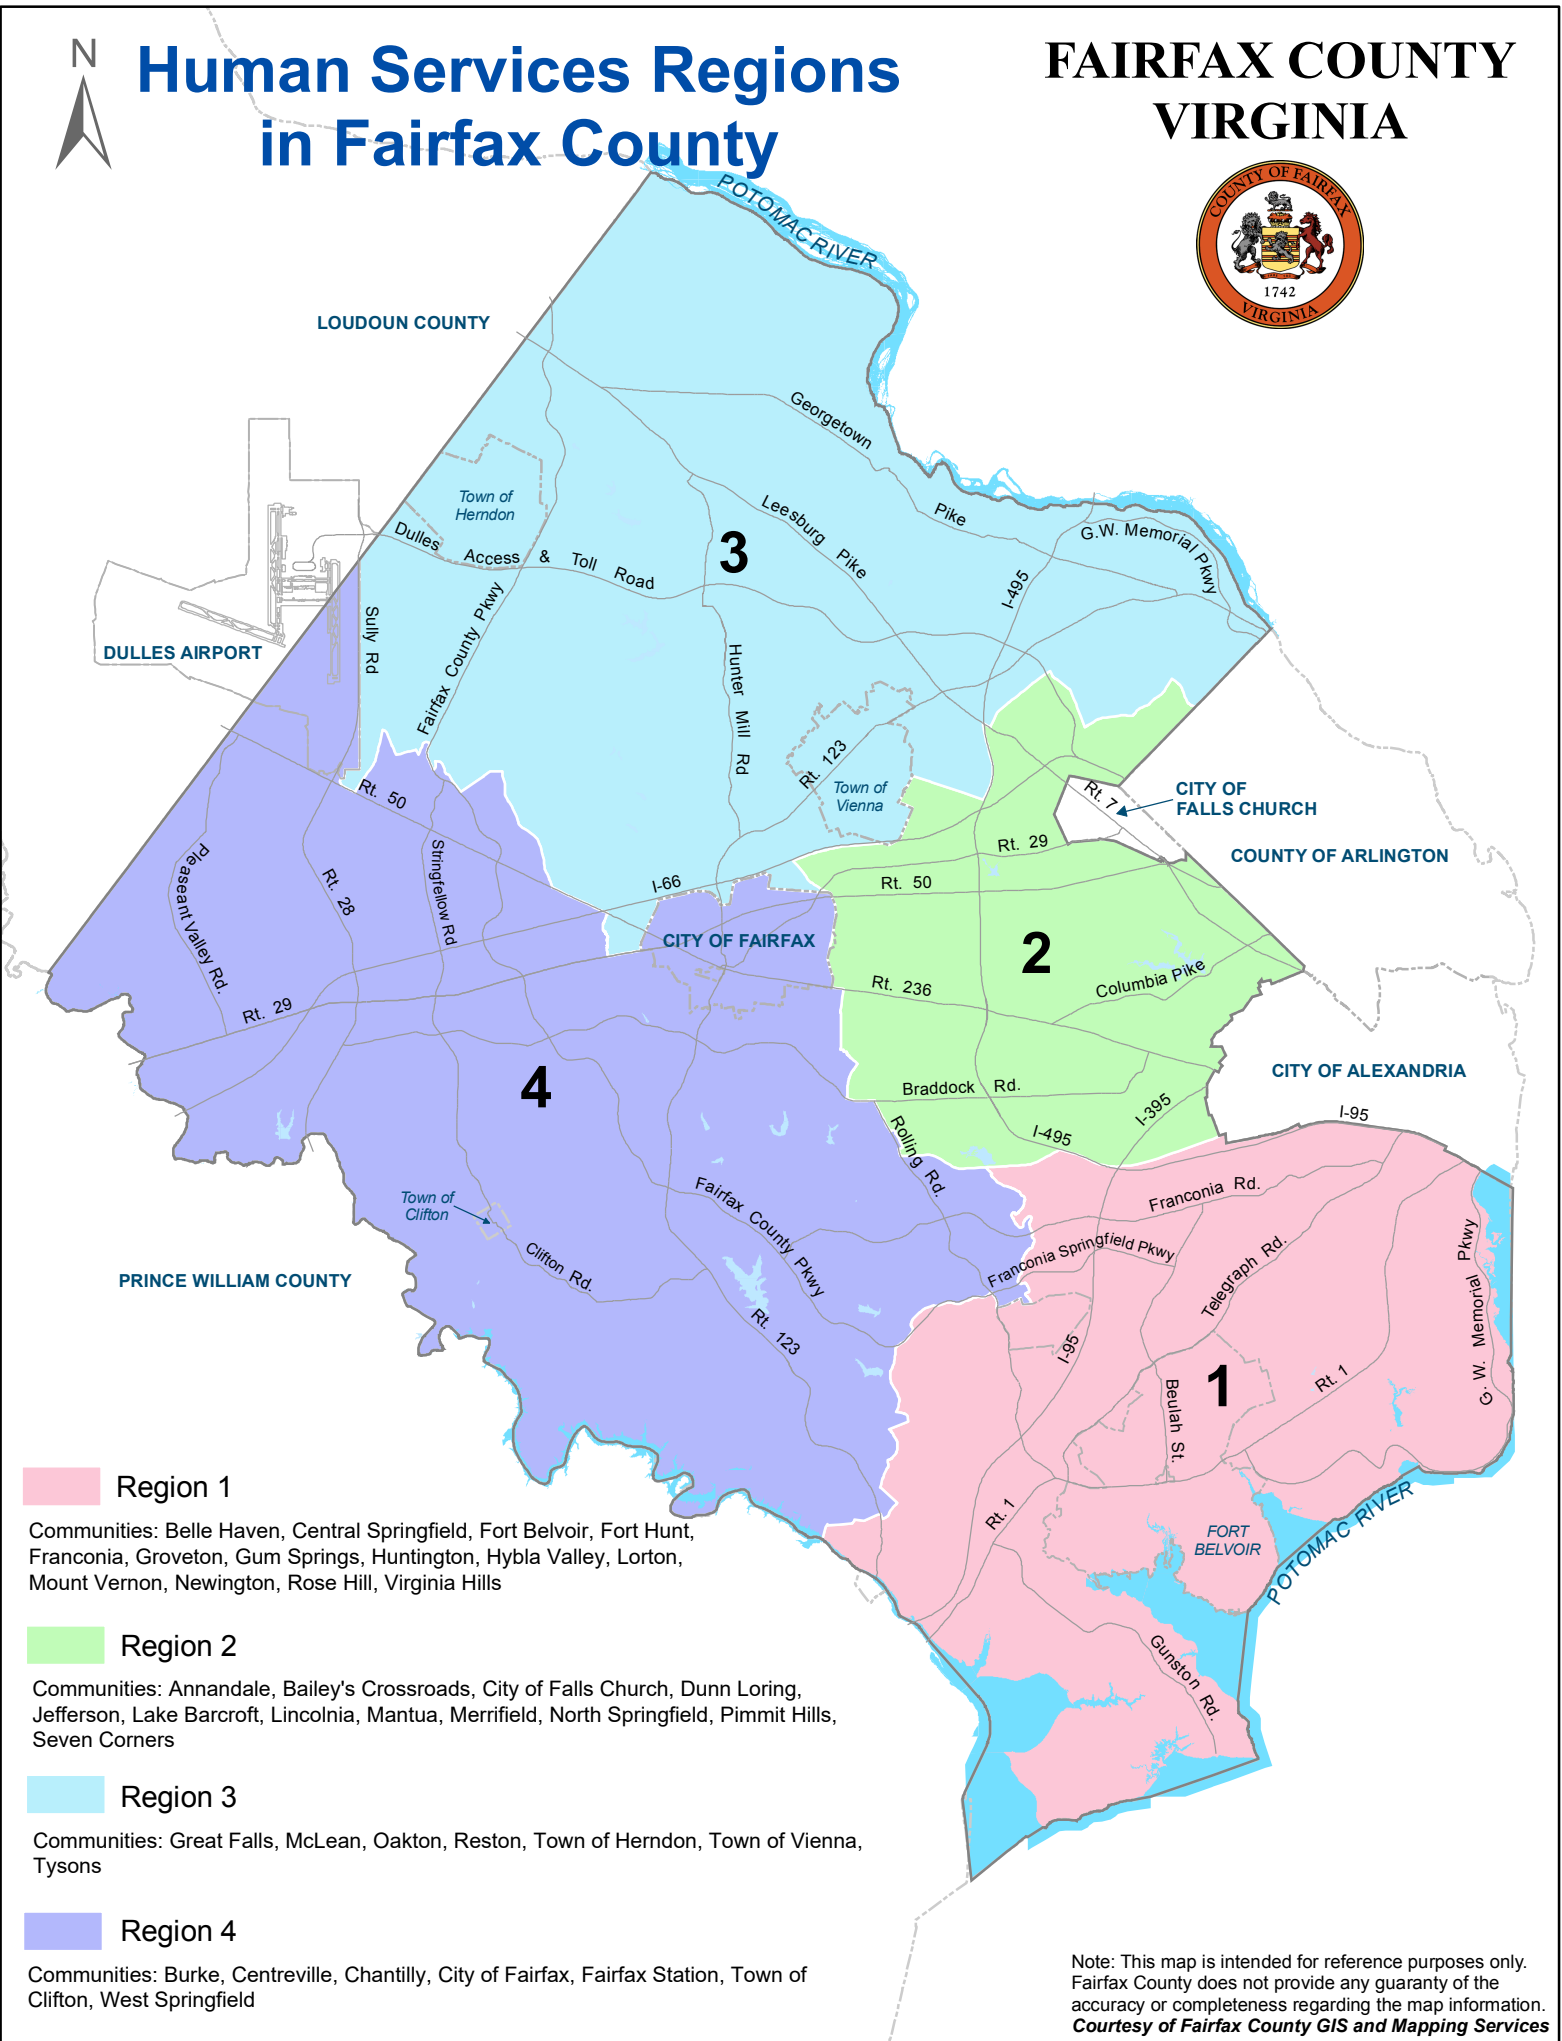 N
Human Services Regions
in Fairfax County
FAIRFAX COUNTY
VIRGINIA
COUNTY OF FAIRFAX
1742
VIRGINIA
POTOMAC RIVER
LOUDOUN COUNTY
Georgetown
Pike
Leesburg Pike
Town of
Herndon
3
G.W. Memorial Pkwy
Dulles Access & Toll Road
I-495
Sully Rd
Fairfax County Pkwy
DULLES AIRPORT
Hunter Mill Rd
Rt. 123
Town of
Vienna
Rt. 50
Rt. 7
CITY OF
FALLS CHURCH
Rt. 29
COUNTY OF ARLINGTON
Pleaseant Valley Rd.
Rt. 28
Stringfellow Rd
I-66
Rt. 50
CITY OF FAIRFAX
2
Rt. 236
Columbia Pike
Rt. 29
4
CITY OF ALEXANDRIA
Braddock Rd.
I-395
I-95
Rolling Rd.
I-495
Town of
Clifton
Fairfax County Pkwy
Franconia Rd.
Clifton Rd.
Franconia Springfield Pkwy
Telegraph Rd.
G. W. Memorial Pkwy
PRINCE WILLIAM COUNTY
Rt. 123
I-95
1
Rt. 1
Beulah St.
Rt. 1
FORT
BELVOIR
POTOMAC RIVER
Gunston Rd.
Region 1
Communities: Belle Haven, Central Springfield, Fort Belvoir, Fort Hunt,
Franconia, Groveton, Gum Springs, Huntington, Hybla Valley, Lorton,
Mount Vernon, Newington, Rose Hill, Virginia Hills
Region 2
Communities: Annandale, Bailey's Crossroads, City of Falls Church, Dunn Loring,
Jefferson, Lake Barcroft, Lincolnia, Mantua, Merrifield, North Springfield, Pimmit Hills,
Seven Corners
Region 3
Communities: Great Falls, McLean, Oakton, Reston, Town of Herndon, Town of Vienna,
Tysons
Region 4
Communities: Burke, Centreville, Chantilly, City of Fairfax, Fairfax Station, Town of
Clifton, West Springfield
Note: This map is intended for reference purposes only.
Fairfax County does not provide any guaranty of the
accuracy or completeness regarding the map information.
Courtesy of Fairfax County GIS and Mapping Services